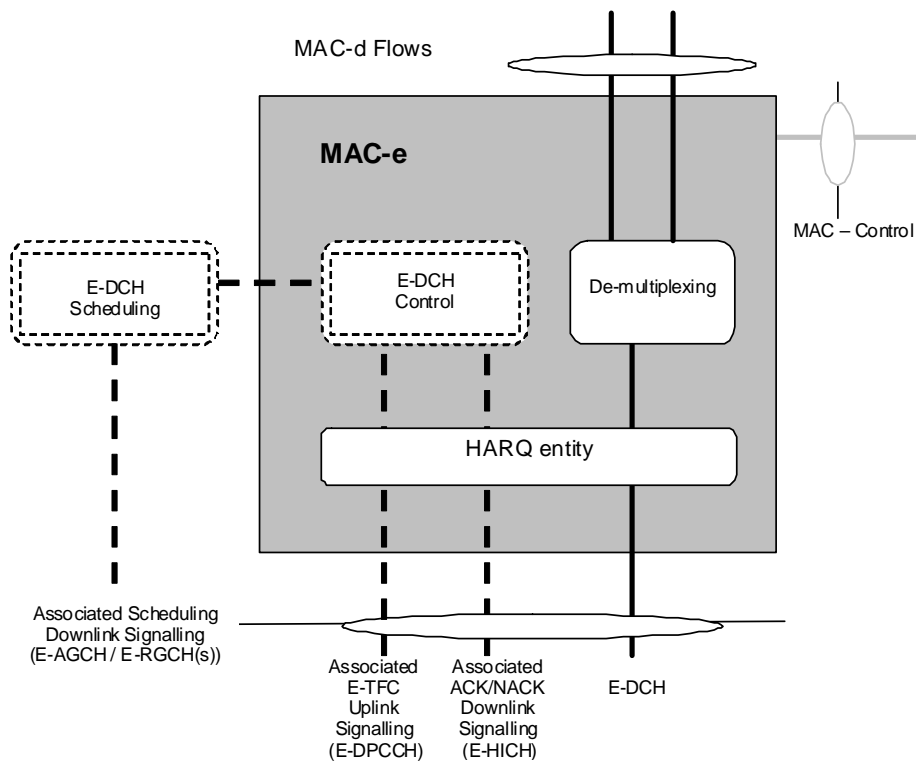 MAC-d Flows
MAC-e
MAC – Control
E-DCH
Scheduling
E-DCH
Control
De-multiplexing
HARQ entity
Associated Scheduling
Downlink Signalling
(E-AGCH / E-RGCH(s))
Associated
E-TFC
Uplink
Signalling
(E-DPCCH)
Associated
ACK/NACK
Downlink
Signalling
(E-HICH)
E-DCH